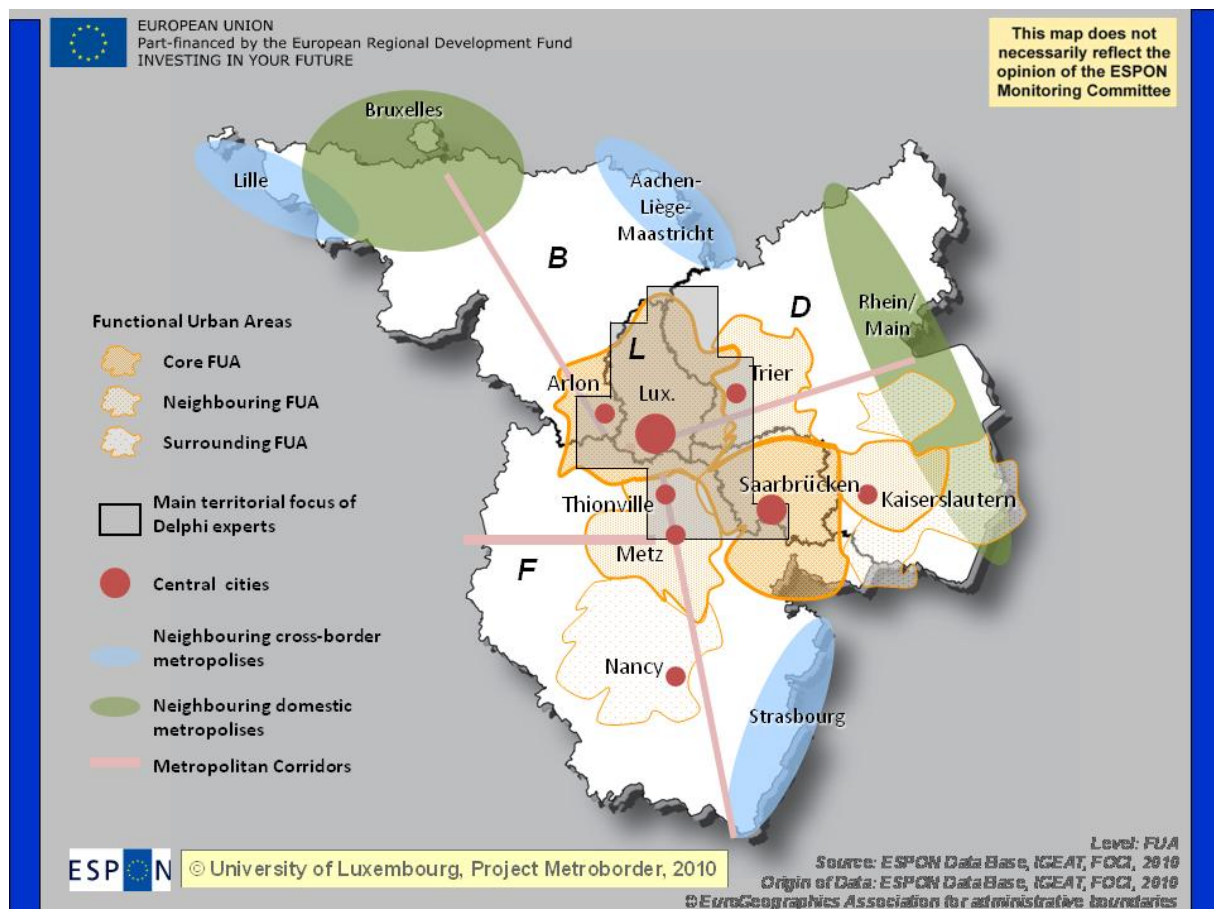 EUROPEAN UNION
Part-financed by the European Regional Development Fund
INVESTING IN YOUR FUTURE
This map does not
necessarily reflect the
opinion of the ESPON
Monitoring Committee
Bruxelles
Lille
Aachen-
Liège-
Maastricht
B
D
Rhein/
Main
L
Arlon
Lux.
Trier
Thionville
Saarbrücken
Kaiserslautern
Metz
F
Nancy
Strasbourg
Functional Urban Areas
Core FUA
Neighbouring FUA
Surrounding FUA
Main territorial focus of
Delphi experts
Central cities
Neighbouring cross-border
metropolises
Neighbouring domestic
metropolises
Metropolitan Corridors
ESPON
© University of Luxembourg, Project Metroborder, 2010
Level: FUA
Source: ESPON Data Base, IGEAT, FOCI, 2010
Origin of Data: ESPON Data Base, IGEAT, FOCI, 2010
© EuroGeographics Association for administrative boundaries